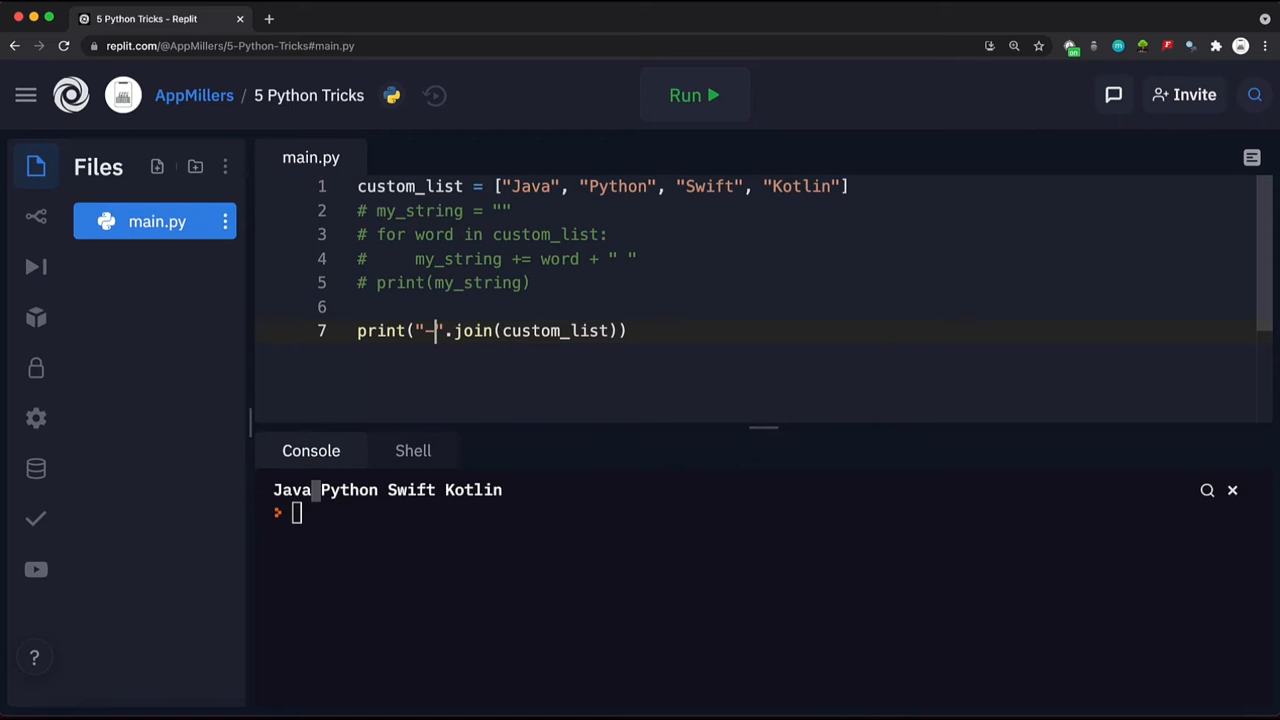 5 Python Tricks - Replit
replit.com/@AppMillers/5-Python-Tricks#main.py
on
AppMillers / 5 Python Tricks
Run
Invite
Files
main.py
main.py
1 custom_list = ["Java", "Python", "Swift", "Kotlin"]
2 # my_string = ""
3 # for word in custom_list:
4 #     my_string += word + " "
5 # print(my_string)
6
7 print("-".join(custom_list))
Console
Shell
Java Python Swift Kotlin
>
?